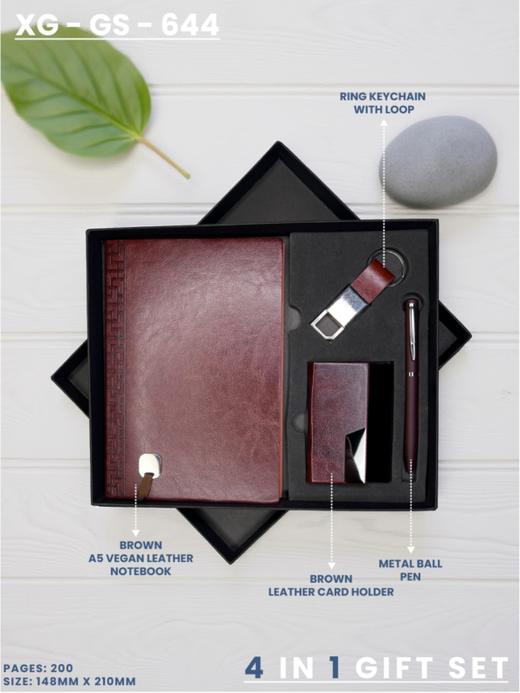 XG - GS - 644
RING KEYCHAIN
WITH LOOP
BROWN
A5 VEGAN LEATHER
NOTEBOOK
BROWN
LEATHER CARD HOLDER
METAL BALL
PEN
PAGES: 200
SIZE: 148MM X 210MM
4 IN 1 GIFT SET